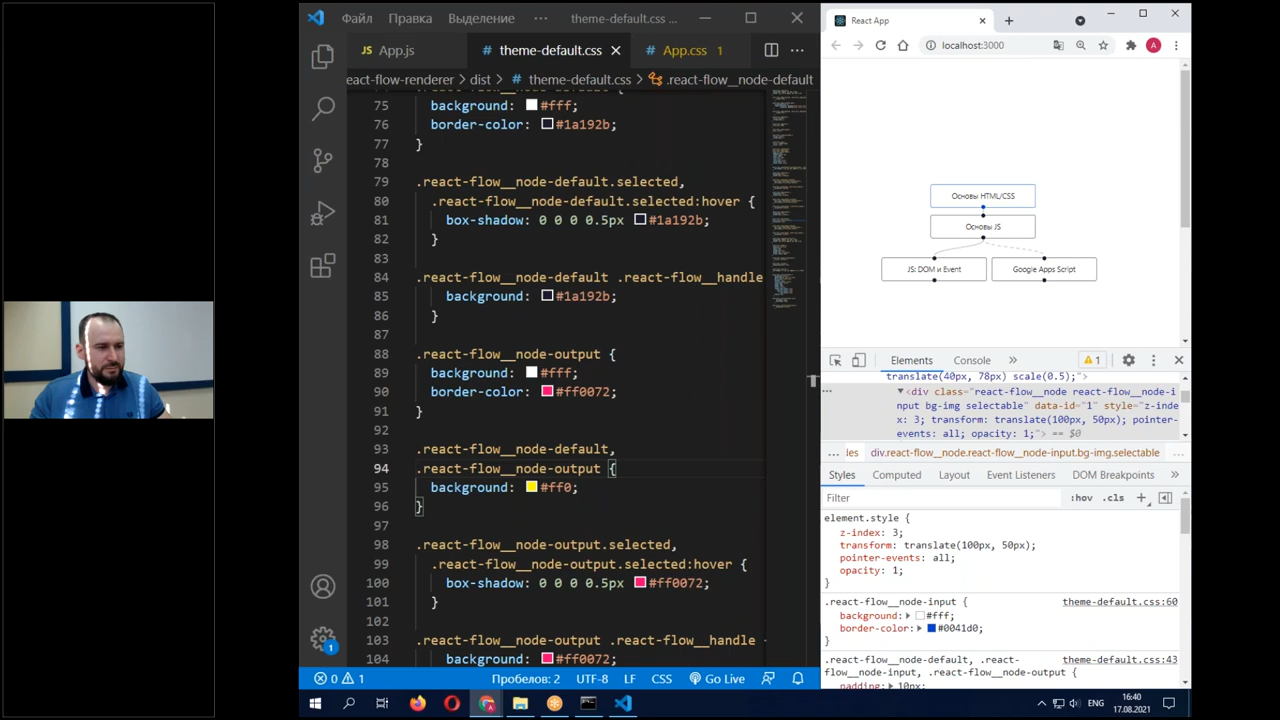 Файл Правка Выделение ··· theme-default.css ...
App.js theme-default.css App.css 1
eact-flow-renderer > dist > # theme-default.css > .react-flow__node-default
75 background: #fff;
76 border-color: #1a192b;
77 }
78
79 .react-flow__node-default.selected,
80 .react-flow__node-default.selected:hover {
81 box-shadow: 0 0 0 0.5px #1a192b;
82 }
83
84 .react-flow__node-default .react-flow__handle
85 background: #1a192b;
86 }
87
88 .react-flow__node-output {
89 background: #fff;
90 border-color: #ff0072;
91 }
92
93 .react-flow__node-default,
94 .react-flow__node-output {
95 background: #ff0;
96 }
97
98 .react-flow__node-output.selected,
99 .react-flow__node-output.selected:hover {
100 box-shadow: 0 0 0 0.5px #ff0072;
101 }
102
103 .react-flow__node-output .react-flow__handle
104 background: #ff0072;
0 1 Пробелов: 2 UTF-8 LF CSS Go Live
React App
localhost:3000
A
Основы HTML/CSS
Основы JS
JS: DOM и Event Google Apps Script
Elements Console » 1
translate(40px, 78px) scale(0.5);">
<div class="react-flow__node react-flow__node-i
nput bg-img selectable" data-id="1" style="z-inde
x: 3; transform: translate(100px, 50px); pointer-
events: all; opacity: 1;"> == $0
... les div.react-flow__node.react-flow__node-input.bg-img.selectable ...
Styles Computed Layout Event Listeners DOM Breakpoints »
Filter :hov .cls +
element.style {
z-index: 3;
transform: translate(100px, 50px);
pointer-events: all;
opacity: 1;
}
.react-flow__node-input { theme-default.css:60
background: #fff;
border-color: #0041d0;
}
.react-flow__node-default, .react- theme-default.css:43
flow__node-input, .react-flow__node-output {
padding: 10px;
ENG 16:40
17.08.2021
1